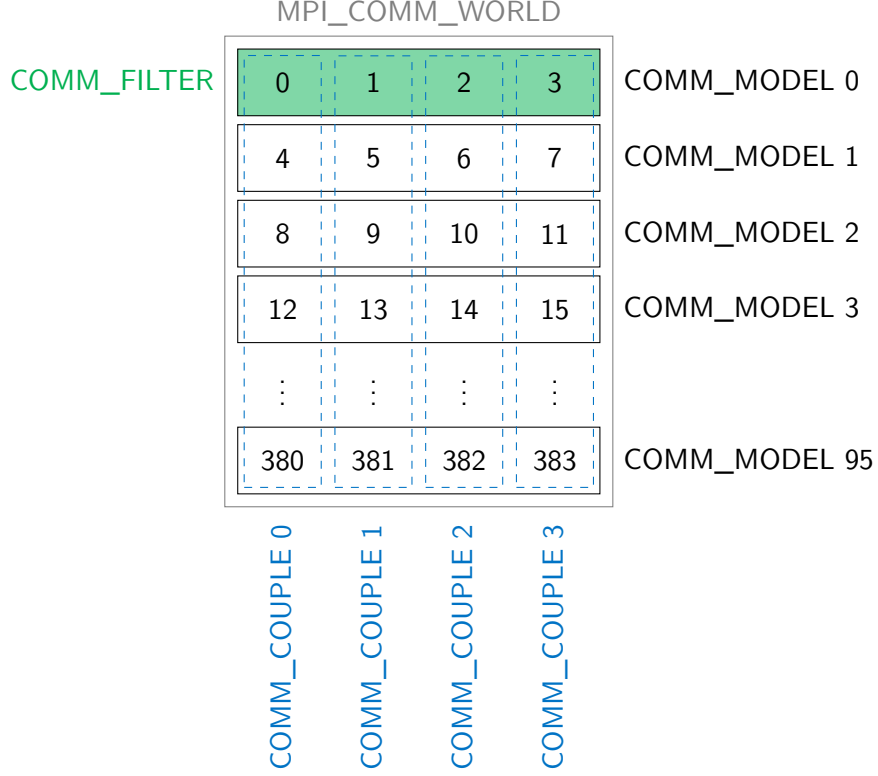 MPI_COMM_WORLD
COMM_FILTER 0 1 2 3 COMM_MODEL 0
4 5 6 7 COMM_MODEL 1
8 9 10 11 COMM_MODEL 2
12 13 14 15 COMM_MODEL 3
⋮ ⋮ ⋮ ⋮
380 381 382 383 COMM_MODEL 95
COMM_COUPLE 0
COMM_COUPLE 1
COMM_COUPLE 2
COMM_COUPLE 3